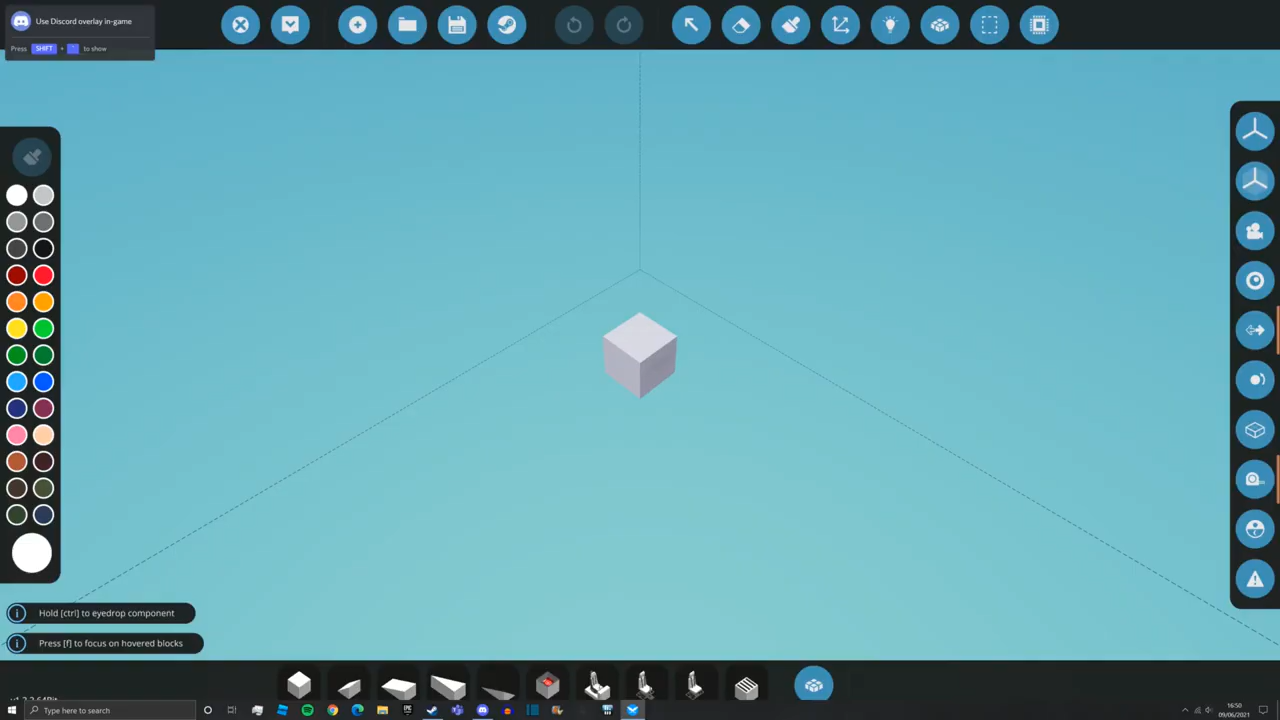 Use Discord overlay in-game
Press SHIFT + ` to show
Hold [ctrl] to eyedrop component
Press [f] to focus on hovered blocks
Type here to search
16:50
09/06/2021